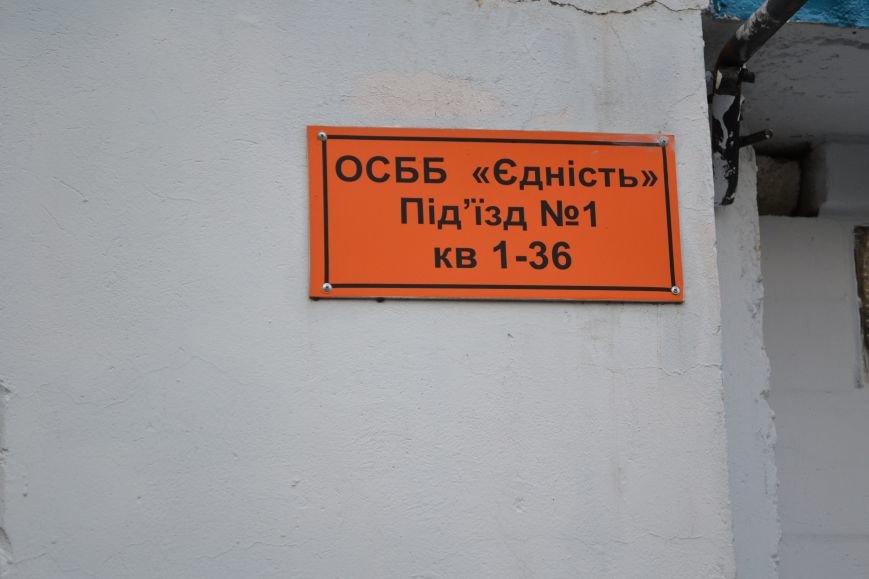 ОСББ «Єдність»
Під’їзд №1
кв 1-36